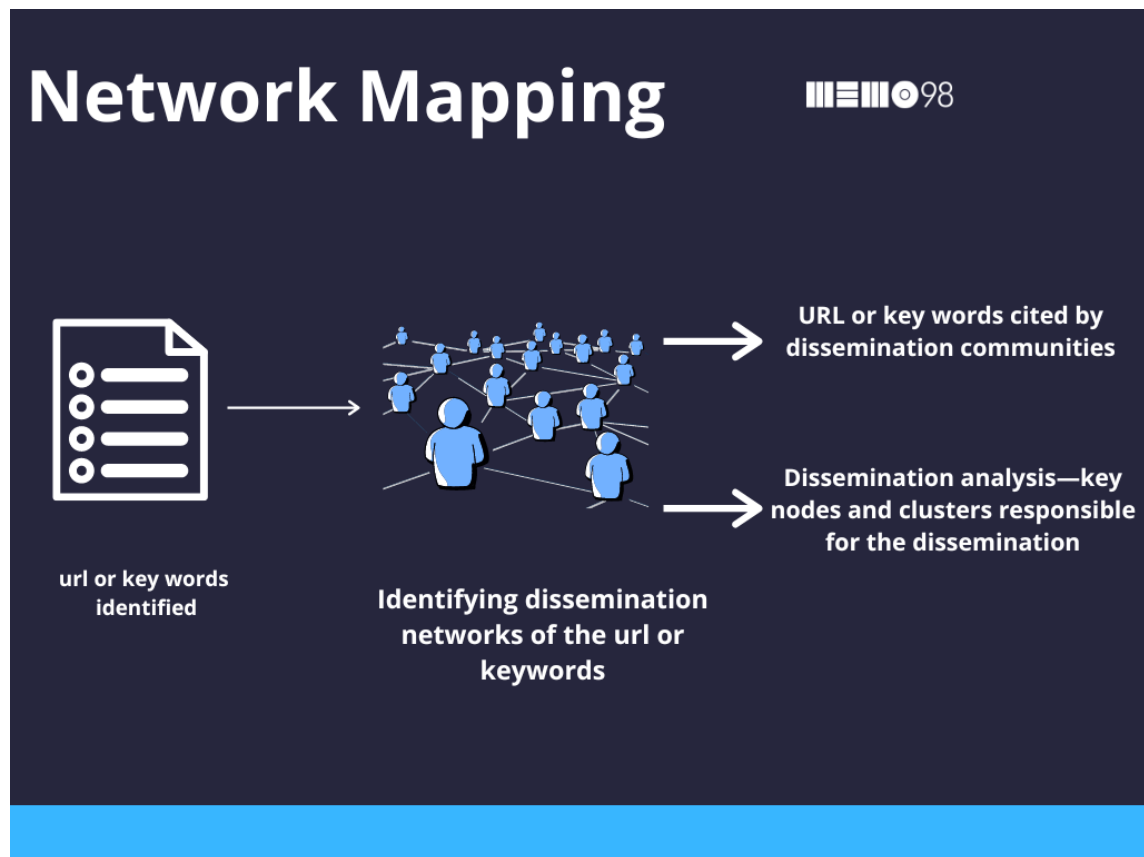 Network Mapping
MEMO98
URL or key words cited by
dissemination communities
Dissemination analysis—key
nodes and clusters responsible
for the dissemination
url or key words
identified
Identifying dissemination
networks of the url or
keywords